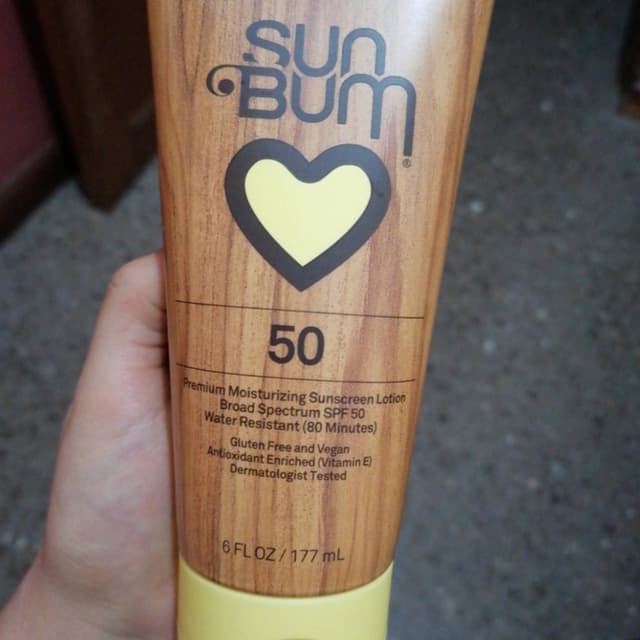 SUN
BUM®
50
Premium Moisturizing Sunscreen Lotion
Broad Spectrum SPF 50
Water Resistant (80 Minutes)
Gluten Free and Vegan
Antioxidant Enriched (Vitamin E)
Dermatologist Tested
6 FL OZ / 177 mL